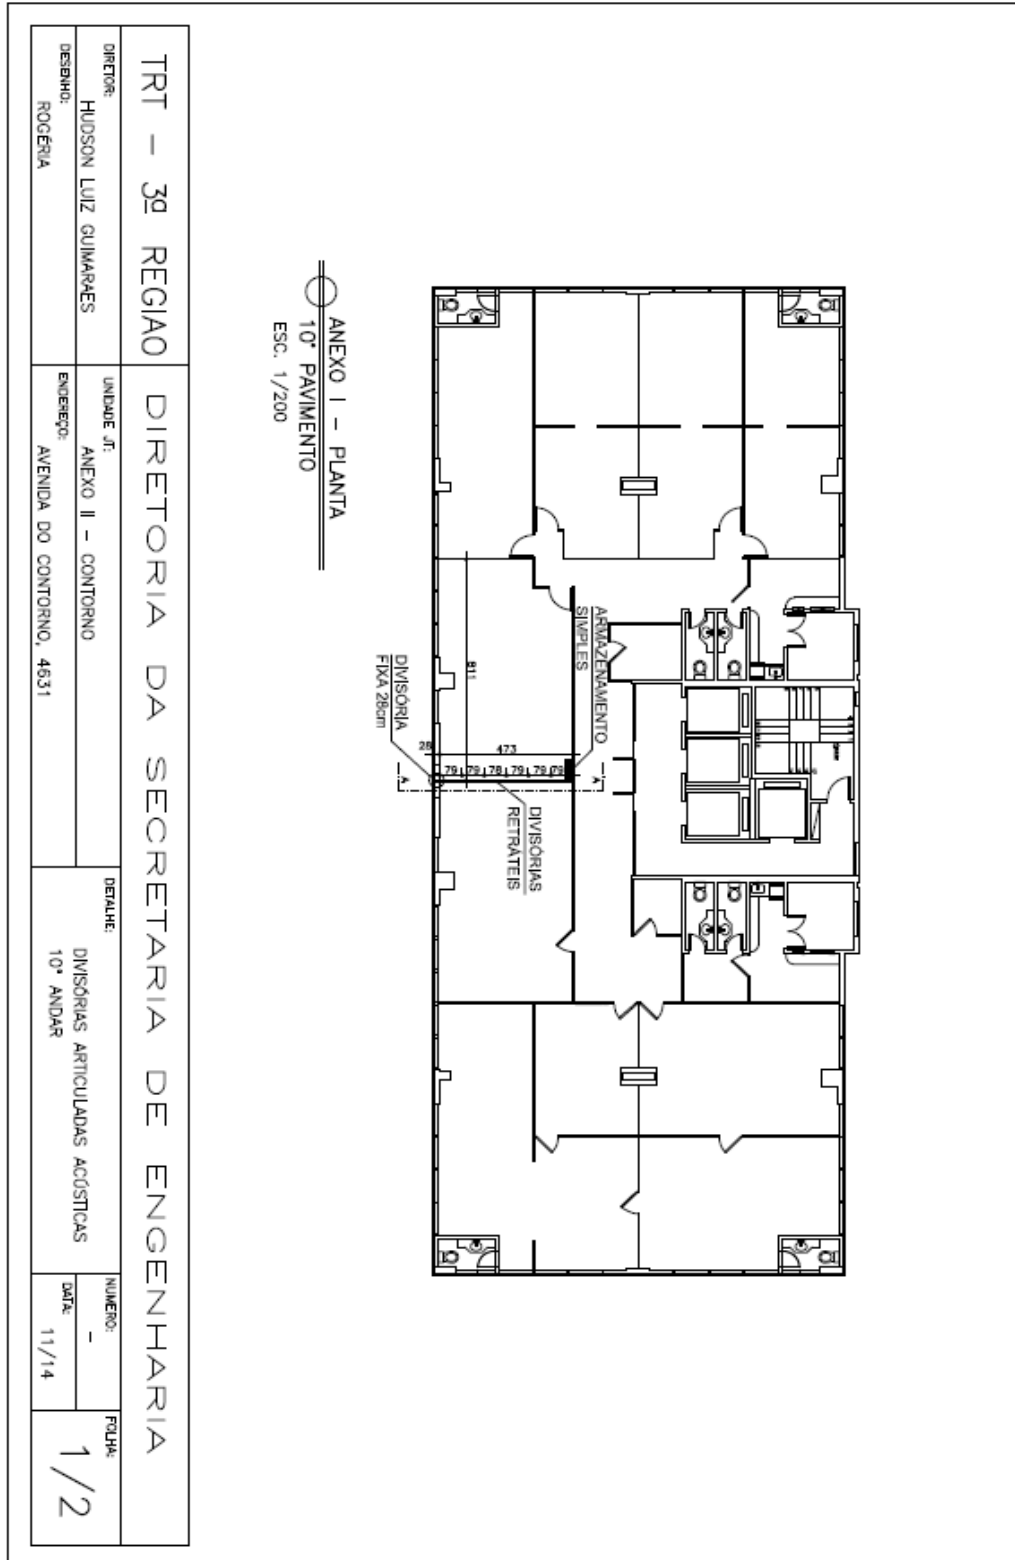 ARMAZENAMENTO
SIMPLES
811
473
28
79 79 78 79 79 79
A
A
DIVISÓRIA
FIXA 28cm
DIVISÓRIAS
RETRÁTEIS
ANEXO I - PLANTA
10° PAVIMENTO
ESC. 1/200
TRT - 3ª REGIAO
DIRETORIA DA SECRETARIA DE ENGENHARIA
DIRETOR:
HUDSON LUIZ GUIMARAES
UNIDADE JT:
ANEXO II - CONTORNO
DETALHE:
DIVISÓRIAS ARTICULADAS ACÚSTICAS
10° ANDAR
NUMERO:
-
FOLHA:
1/2
DESENHO:
ROGÉRIA
ENDEREÇO:
AVENIDA DO CONTORNO, 4631
DATA:
11/14